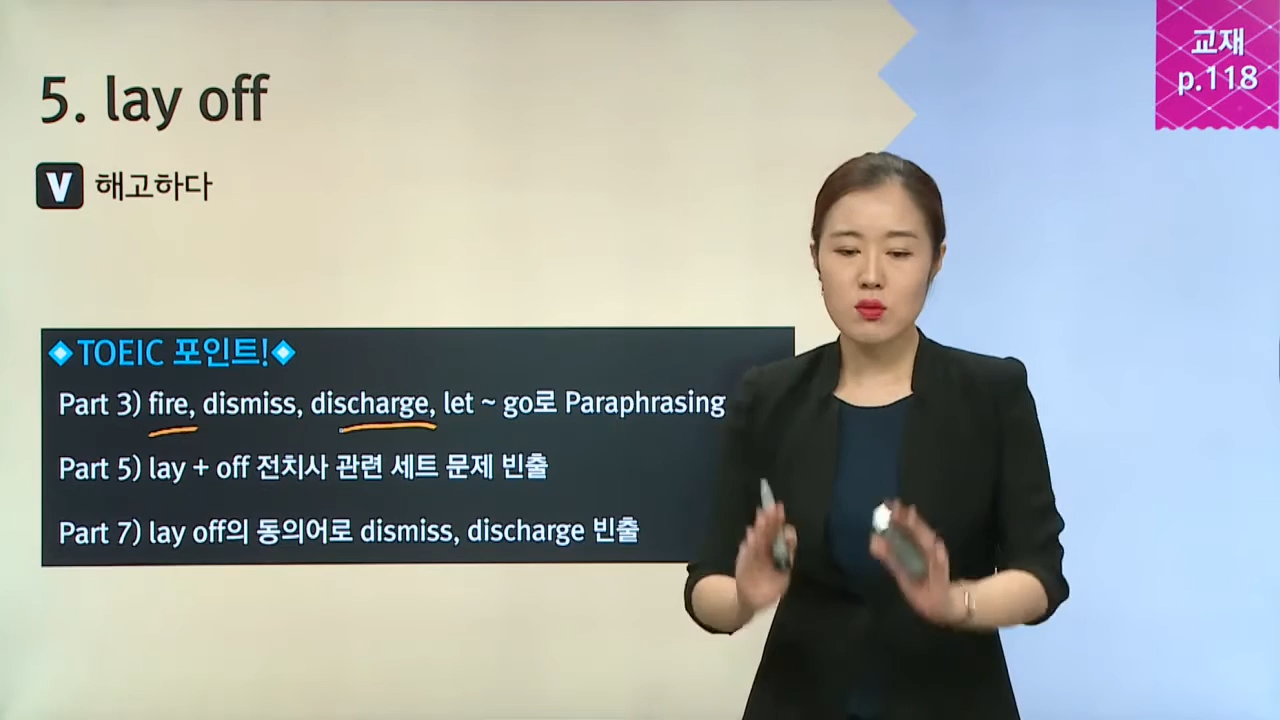 교재
p.118
5. lay off
V 해고하다
◆TOEIC 포인트!◆
Part 3) fire, dismiss, discharge, let ~ go로 Paraphrasing
Part 5) lay + off 전치사 관련 세트 문제 빈출
Part 7) lay off의 동의어로 dismiss, discharge 빈출